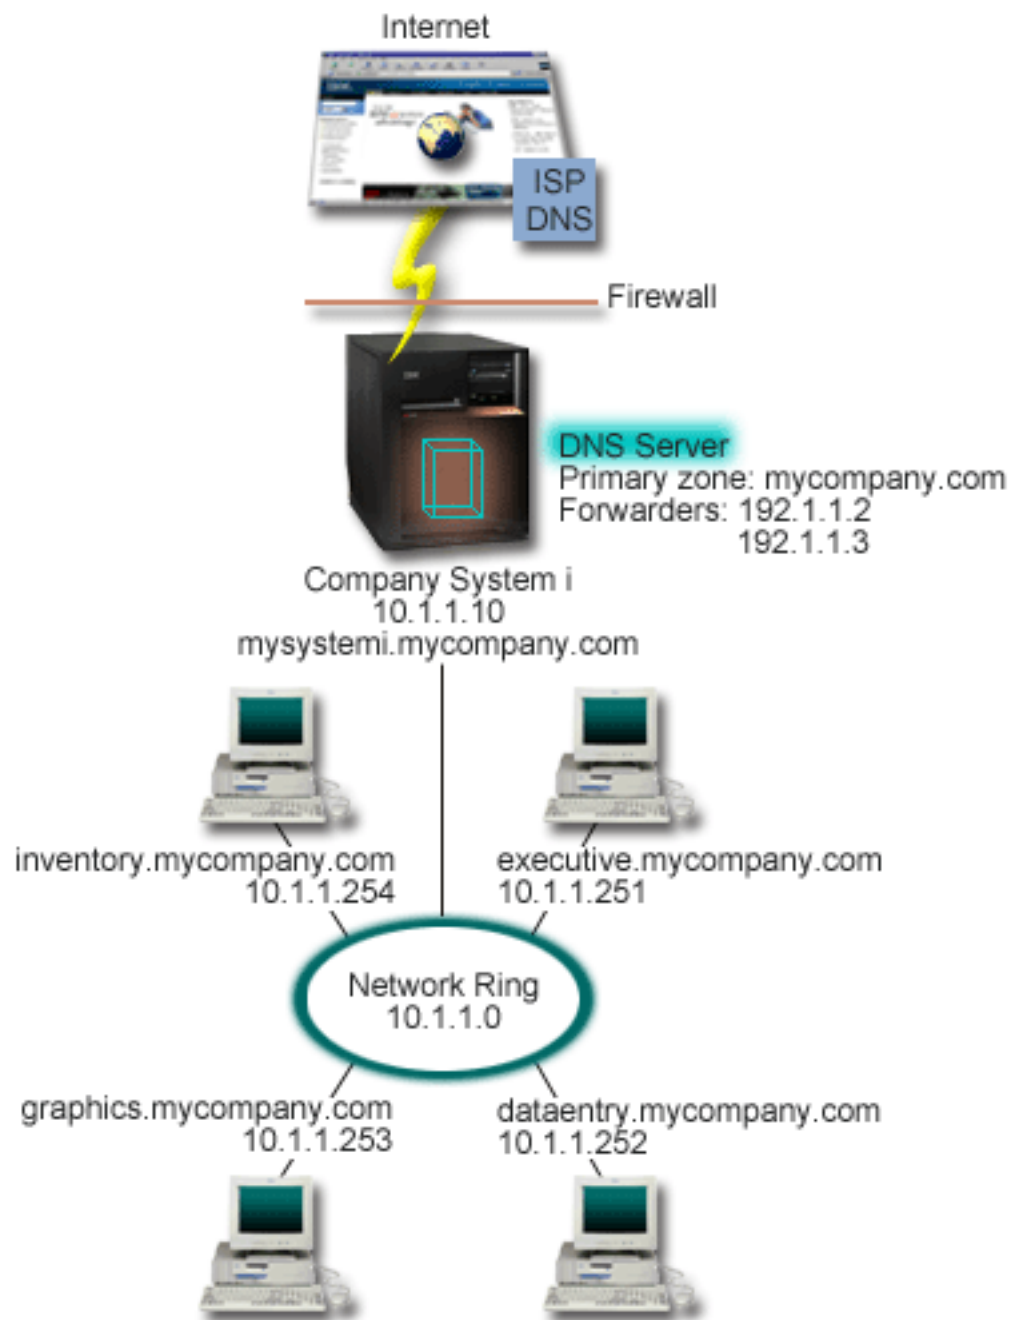 Internet
ISP
DNS
Firewall
IBM
DNS Server
Primary zone: mycompany.com
Forwarders: 192.1.1.2
192.1.1.3
Company System i
10.1.1.10
mysystemi.mycompany.com
inventory.mycompany.com
10.1.1.254
executive.mycompany.com
10.1.1.251
Network Ring
10.1.1.0
graphics.mycompany.com
10.1.1.253
dataentry.mycompany.com
10.1.1.252